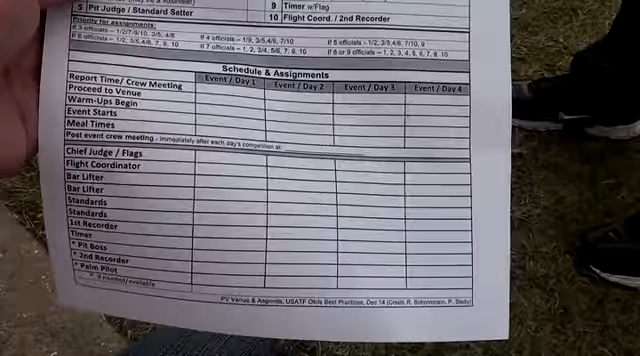 5 Pit Judge / Standard Setter
9 Timer w/Flag
10 Flight Coord. / 2nd Recorder
Priority for assignments:
If 3 officials – 1/2/7/9/10, 3/5, 4/6
If 4 officials – 1/9, 3/5,4/6, 7/10
If 5 officials - 1/2, 3/5,4/6, 7/10, 9
If 6 officials – 1/2, 3/5,4/6, 7, 9, 10
If 7 officials – 1, 2, 3/4, 5/6, 7, 9, 10
If 8 or 9 officials – 1, 2, 3, 4, 5, 6, 7, 9, 10
Schedule & Assignments
Event / Day 1 Event / Day 2 Event / Day 3 Event / Day 4
Report Time/ Crew Meeting
Proceed to Venue
Warm-Ups Begin
Event Starts
Meal Times
Post event crew meeting - immediately after each day's competition at:
Chief Judge / Flags
Flight Coordinator
Bar Lifter
Bar Lifter
Standards
Standards
1st Recorder
Timer
* Pit Boss
* 2nd Recorder
* Palm Pilot
* if needed/available
PV Venue & Asgnmts, USATF Ofcls Best Practices, Dec 14 (Credit R.